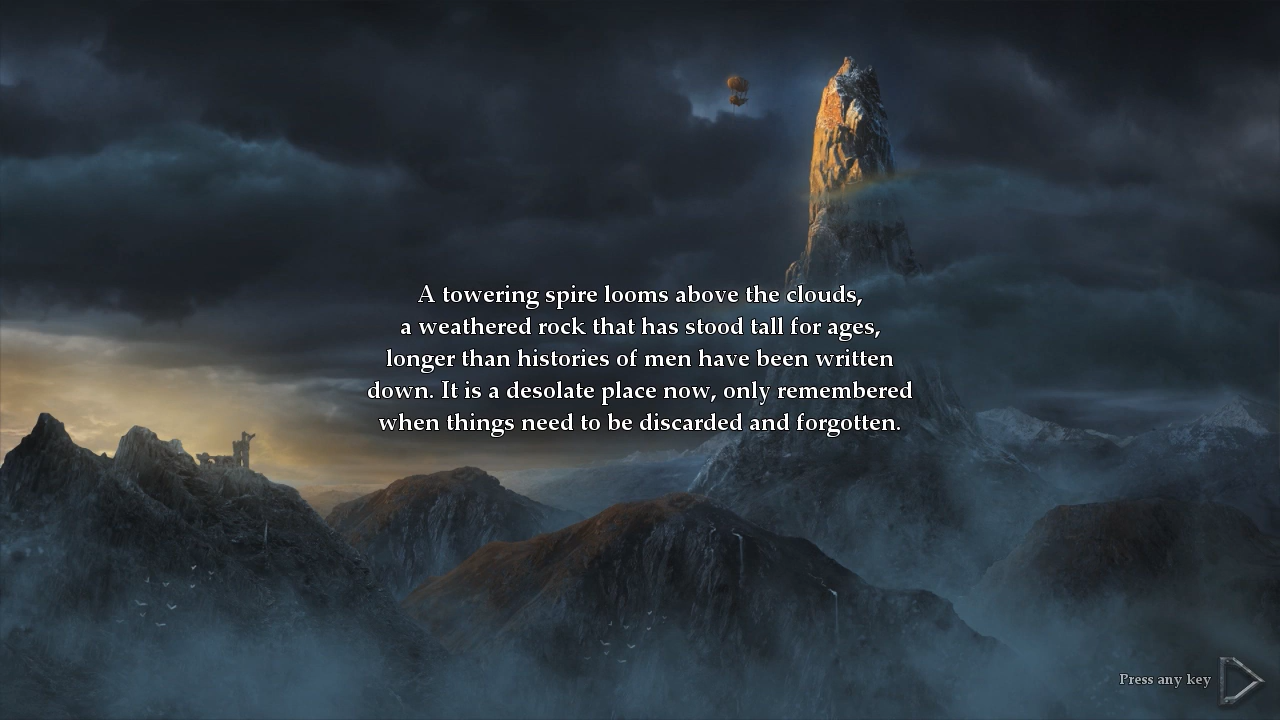 A towering spire looms above the clouds,
a weathered rock that has stood tall for ages,
longer than histories of men have been written
down. It is a desolate place now, only remembered
when things need to be discarded and forgotten.
Press any key